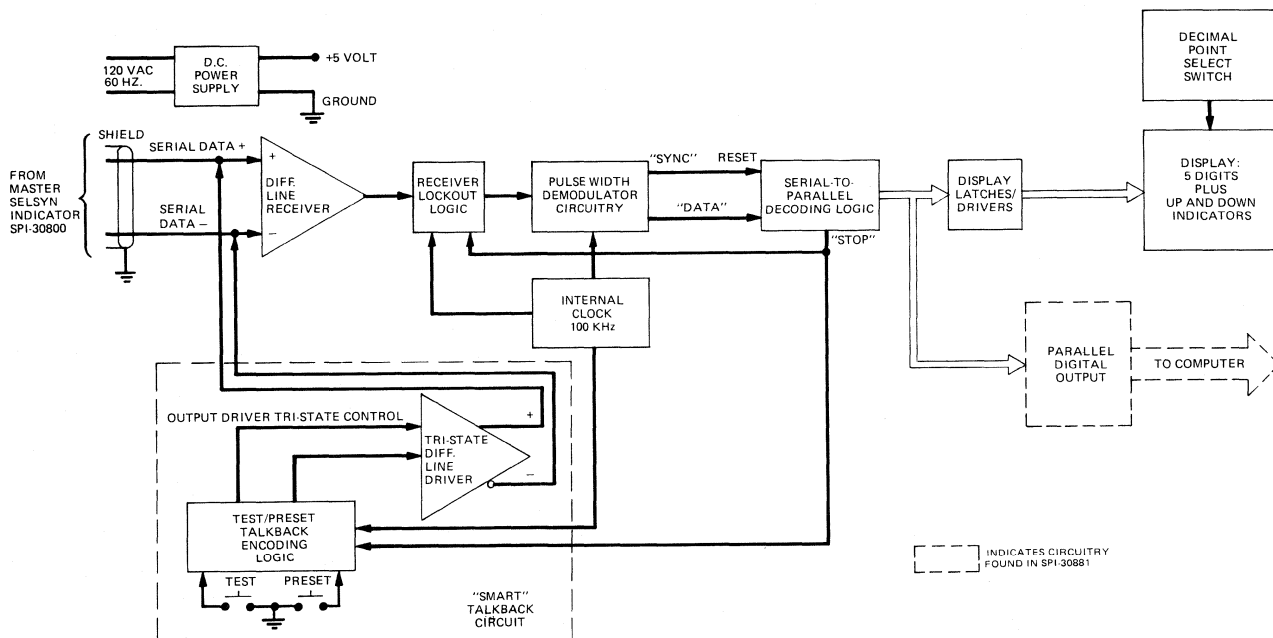 D.C.
POWER
SUPPLY
120 VAC
60 HZ.
+5 VOLT
GROUND
DECIMAL
POINT
SELECT
SWITCH
SHIELD
FROM
MASTER
SELSYN
INDICATOR
SPI-30800
SERIAL DATA +
SERIAL
DATA –
+
–
DIFF.
LINE
RECEIVER
RECEIVER
LOCKOUT
LOGIC
PULSE WIDTH
DEMODULATOR
CIRCUITRY
"SYNC" RESET
"DATA"
SERIAL-TO-
PARALLEL
DECODING LOGIC
"STOP"
DISPLAY
LATCHES/
DRIVERS
DISPLAY:
5 DIGITS
PLUS
UP AND DOWN
INDICATORS
INTERNAL
CLOCK
100 KHz
PARALLEL
DIGITAL
OUTPUT
TO COMPUTER
OUTPUT DRIVER TRI-STATE CONTROL
+
–
TRI-STATE
DIFF.
LINE
DRIVER
TEST/PRESET
TALKBACK
ENCODING
LOGIC
TEST PRESET
"SMART"
TALKBACK
CIRCUIT
INDICATES CIRCUITRY
FOUND IN SPI-30881